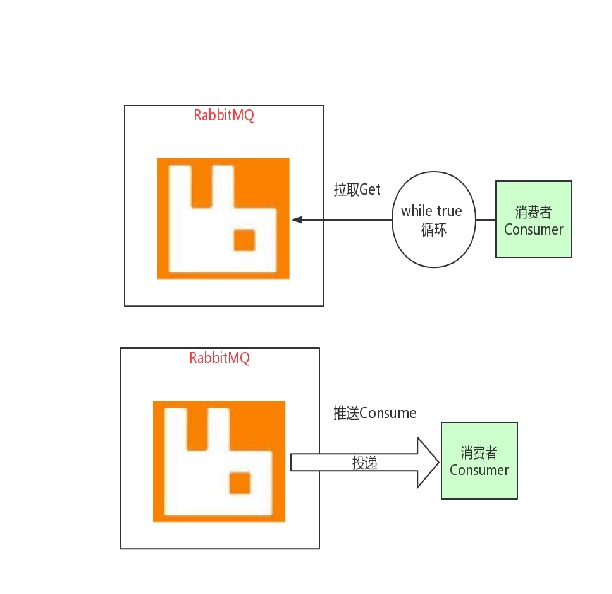 RabbitMQ
拉取Get
while true
循环
消费者
Consumer
RabbitMQ
推送Consume
投递
消费者
Consumer